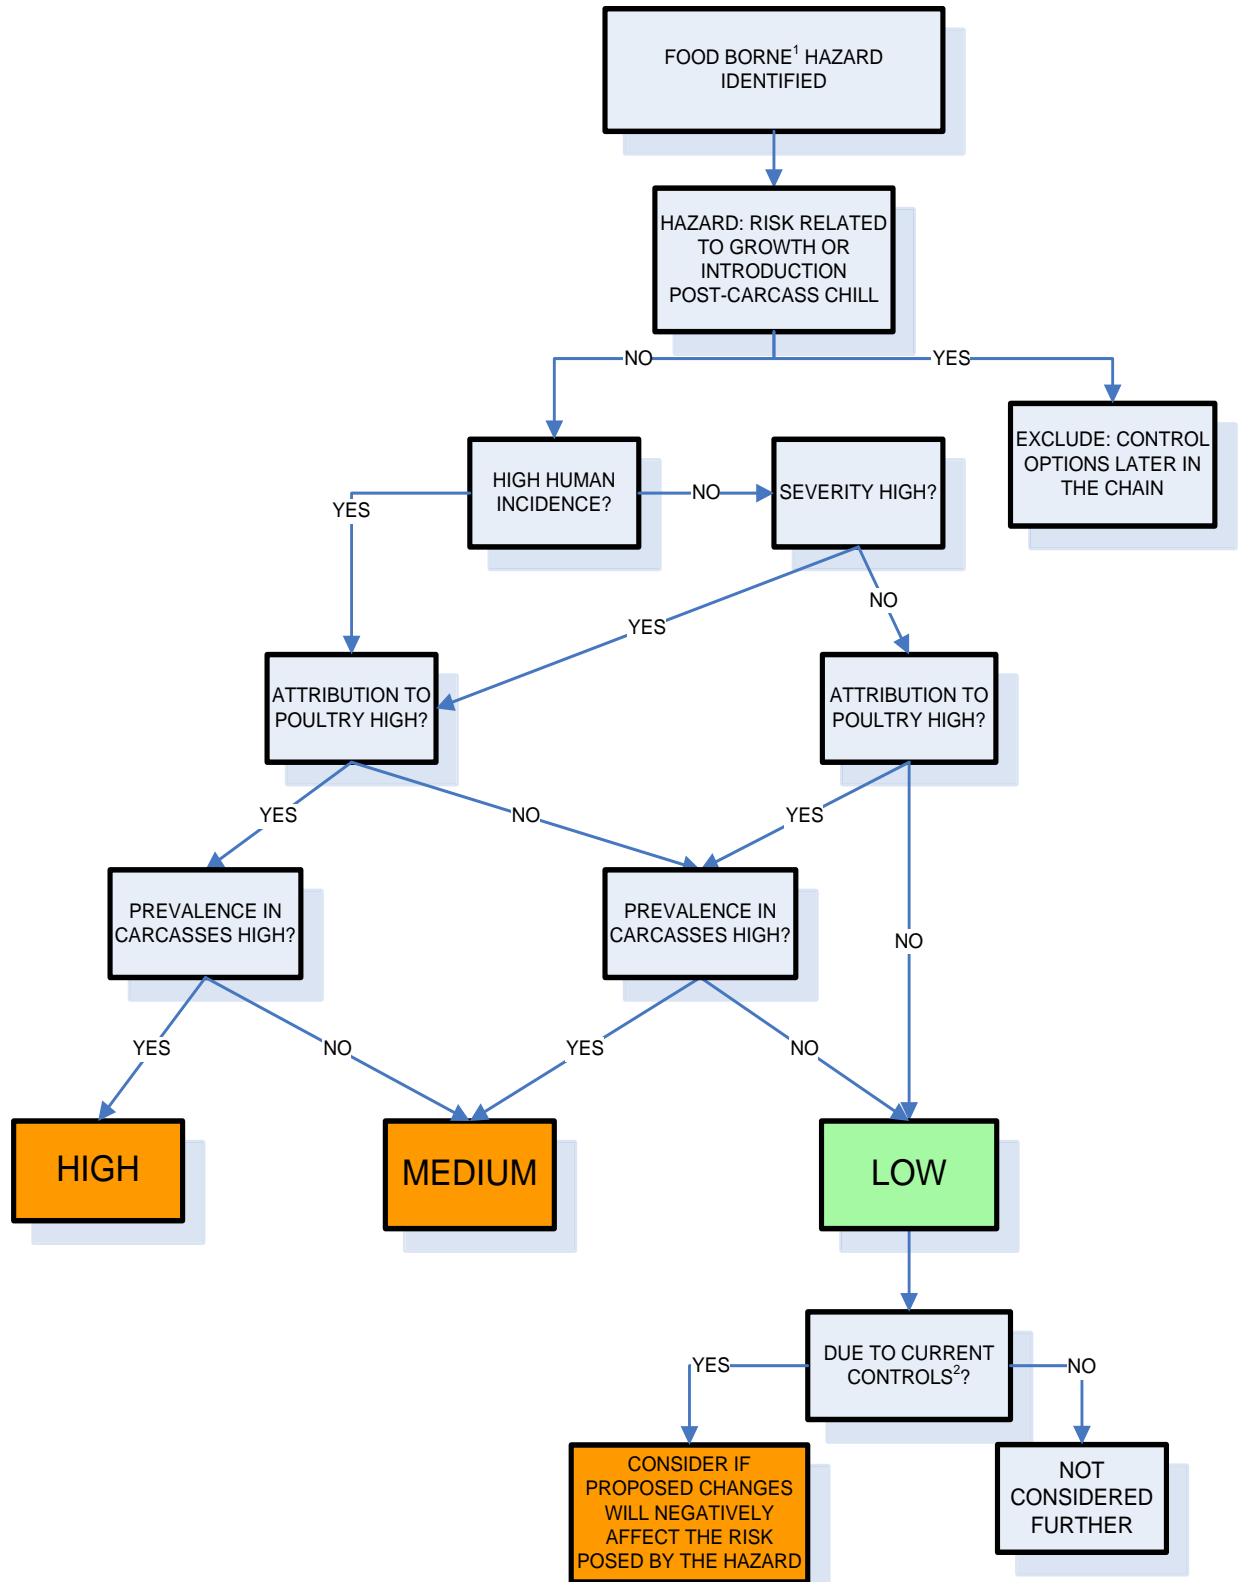 FOOD BORNE¹ HAZARD
IDENTIFIED
HAZARD: RISK RELATED
TO GROWTH OR
INTRODUCTION
POST-CARCASS CHILL
NO
YES
HIGH HUMAN
INCIDENCE?
NO
SEVERITY HIGH?
EXCLUDE: CONTROL
OPTIONS LATER IN
THE CHAIN
YES
NO
YES
ATTRIBUTION TO
POULTRY HIGH?
ATTRIBUTION TO
POULTRY HIGH?
YES
NO
YES
NO
PREVALENCE IN
CARCASSES HIGH?
PREVALENCE IN
CARCASSES HIGH?
YES
NO
YES
NO
HIGH
MEDIUM
LOW
DUE TO CURRENT
CONTROLS²?
YES
NO
CONSIDER IF
PROPOSED CHANGES
WILL NEGATIVELY
AFFECT THE RISK
POSED BY THE HAZARD
NOT
CONSIDERED
FURTHER